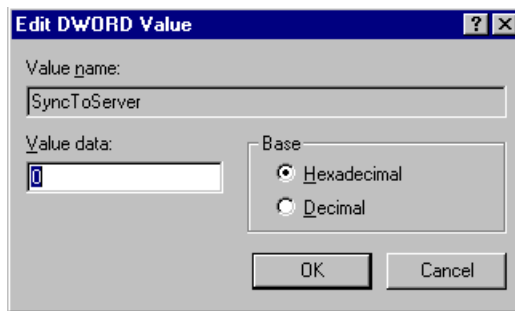 Edit DWORD Value
Value name:
SyncToServer
Value data:
0
Base
Hexadecimal
Decimal
OK
Cancel